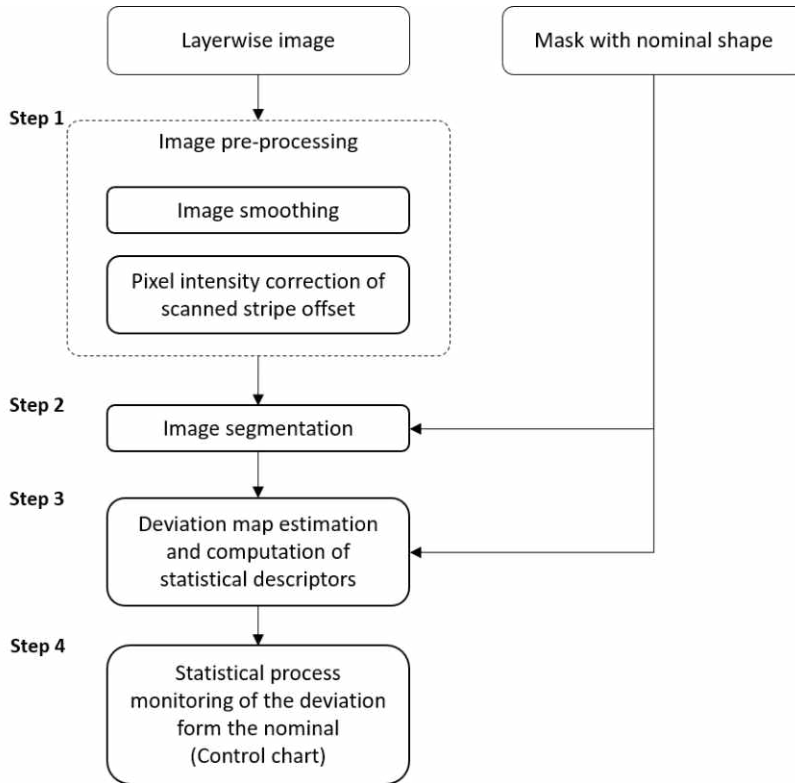 Layerwise image
Mask with nominal shape
Step 1
Image pre-processing
Image smoothing
Pixel intensity correction of
scanned stripe offset
Step 2
Image segmentation
Step 3
Deviation map estimation
and computation of
statistical descriptors
Step 4
Statistical process
monitoring of the deviation
form the nominal
(Control chart)